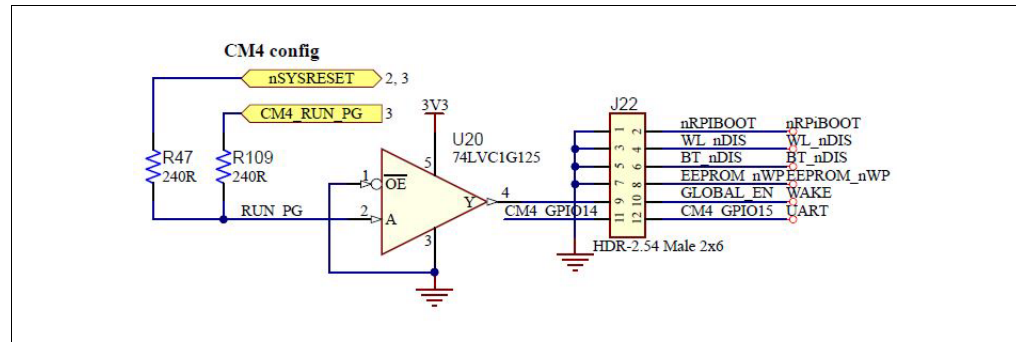 CM4 config
nSYSRESET 2, 3
CM4_RUN_PG 3
3V3
J22
U20
74LVC1G125
R47
240R
R109
240R
RUN_PG
1
OE
2
A
5
3
Y
4
CM4_GPIO14
1 2 nRPIBOOT nRPiBOOT
3 4 WL_nDIS WL_nDIS
5 6 BT_nDIS BT_nDIS
7 8 EEPROM_nWP EEPROM_nWP
9 10 GLOBAL_EN WAKE
11 12 CM4_GPIO15 UART
HDR-2.54 Male 2x6